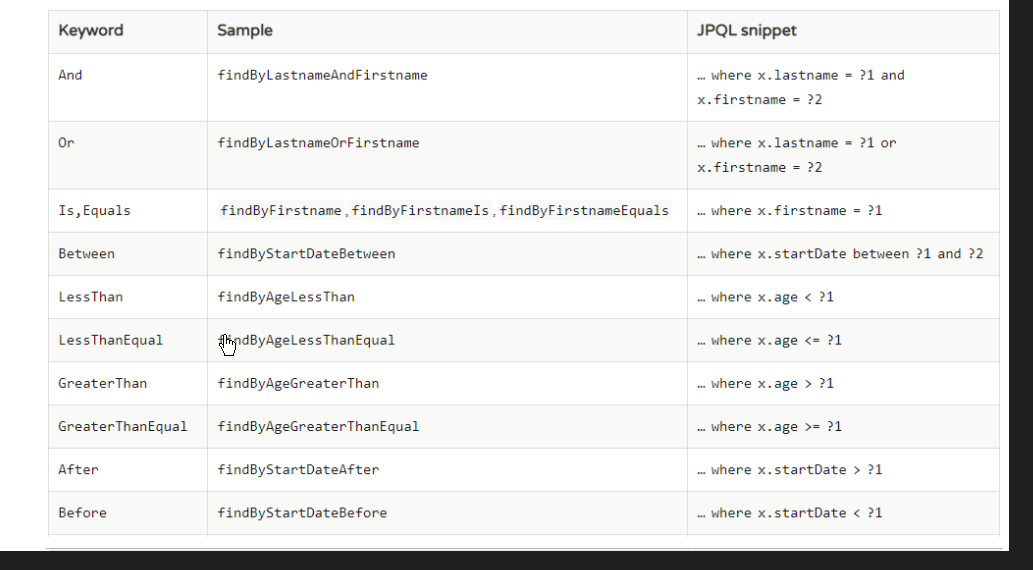 Keyword Sample JPQL snippet
And findByLastnameAndFirstname … where x.lastname = ?1 and
x.firstname = ?2
Or findByLastnameOrFirstname … where x.lastname = ?1 or
x.firstname = ?2
Is,Equals findByFirstname,findByFirstnameIs,findByFirstnameEquals … where x.firstname = ?1
Between findByStartDateBetween … where x.startDate between ?1 and ?2
LessThan findByAgeLessThan … where x.age < ?1
LessThanEqual findByAgeLessThanEqual … where x.age <= ?1
GreaterThan findByAgeGreaterThan … where x.age > ?1
GreaterThanEqual findByAgeGreaterThanEqual … where x.age >= ?1
After findByStartDateAfter … where x.startDate > ?1
Before findByStartDateBefore … where x.startDate < ?1